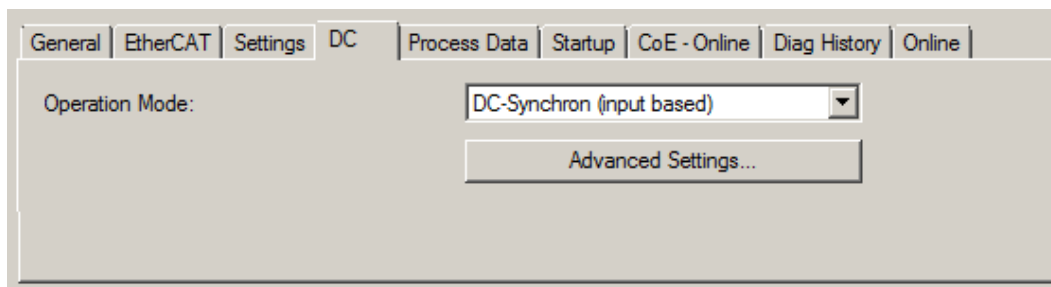 General EtherCAT Settings DC Process Data Startup CoE - Online Diag History Online
Operation Mode: DC-Synchron (input based)
Advanced Settings...